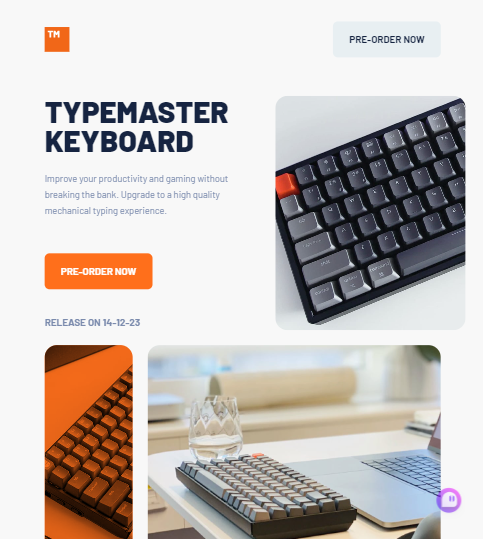 TM
PRE-ORDER NOW
TYPEMASTER
KEYBOARD
Improve your productivity and gaming without
breaking the bank. Upgrade to a high quality
mechanical typing experience.
PRE-ORDER NOW
RELEASE ON 14-12-23